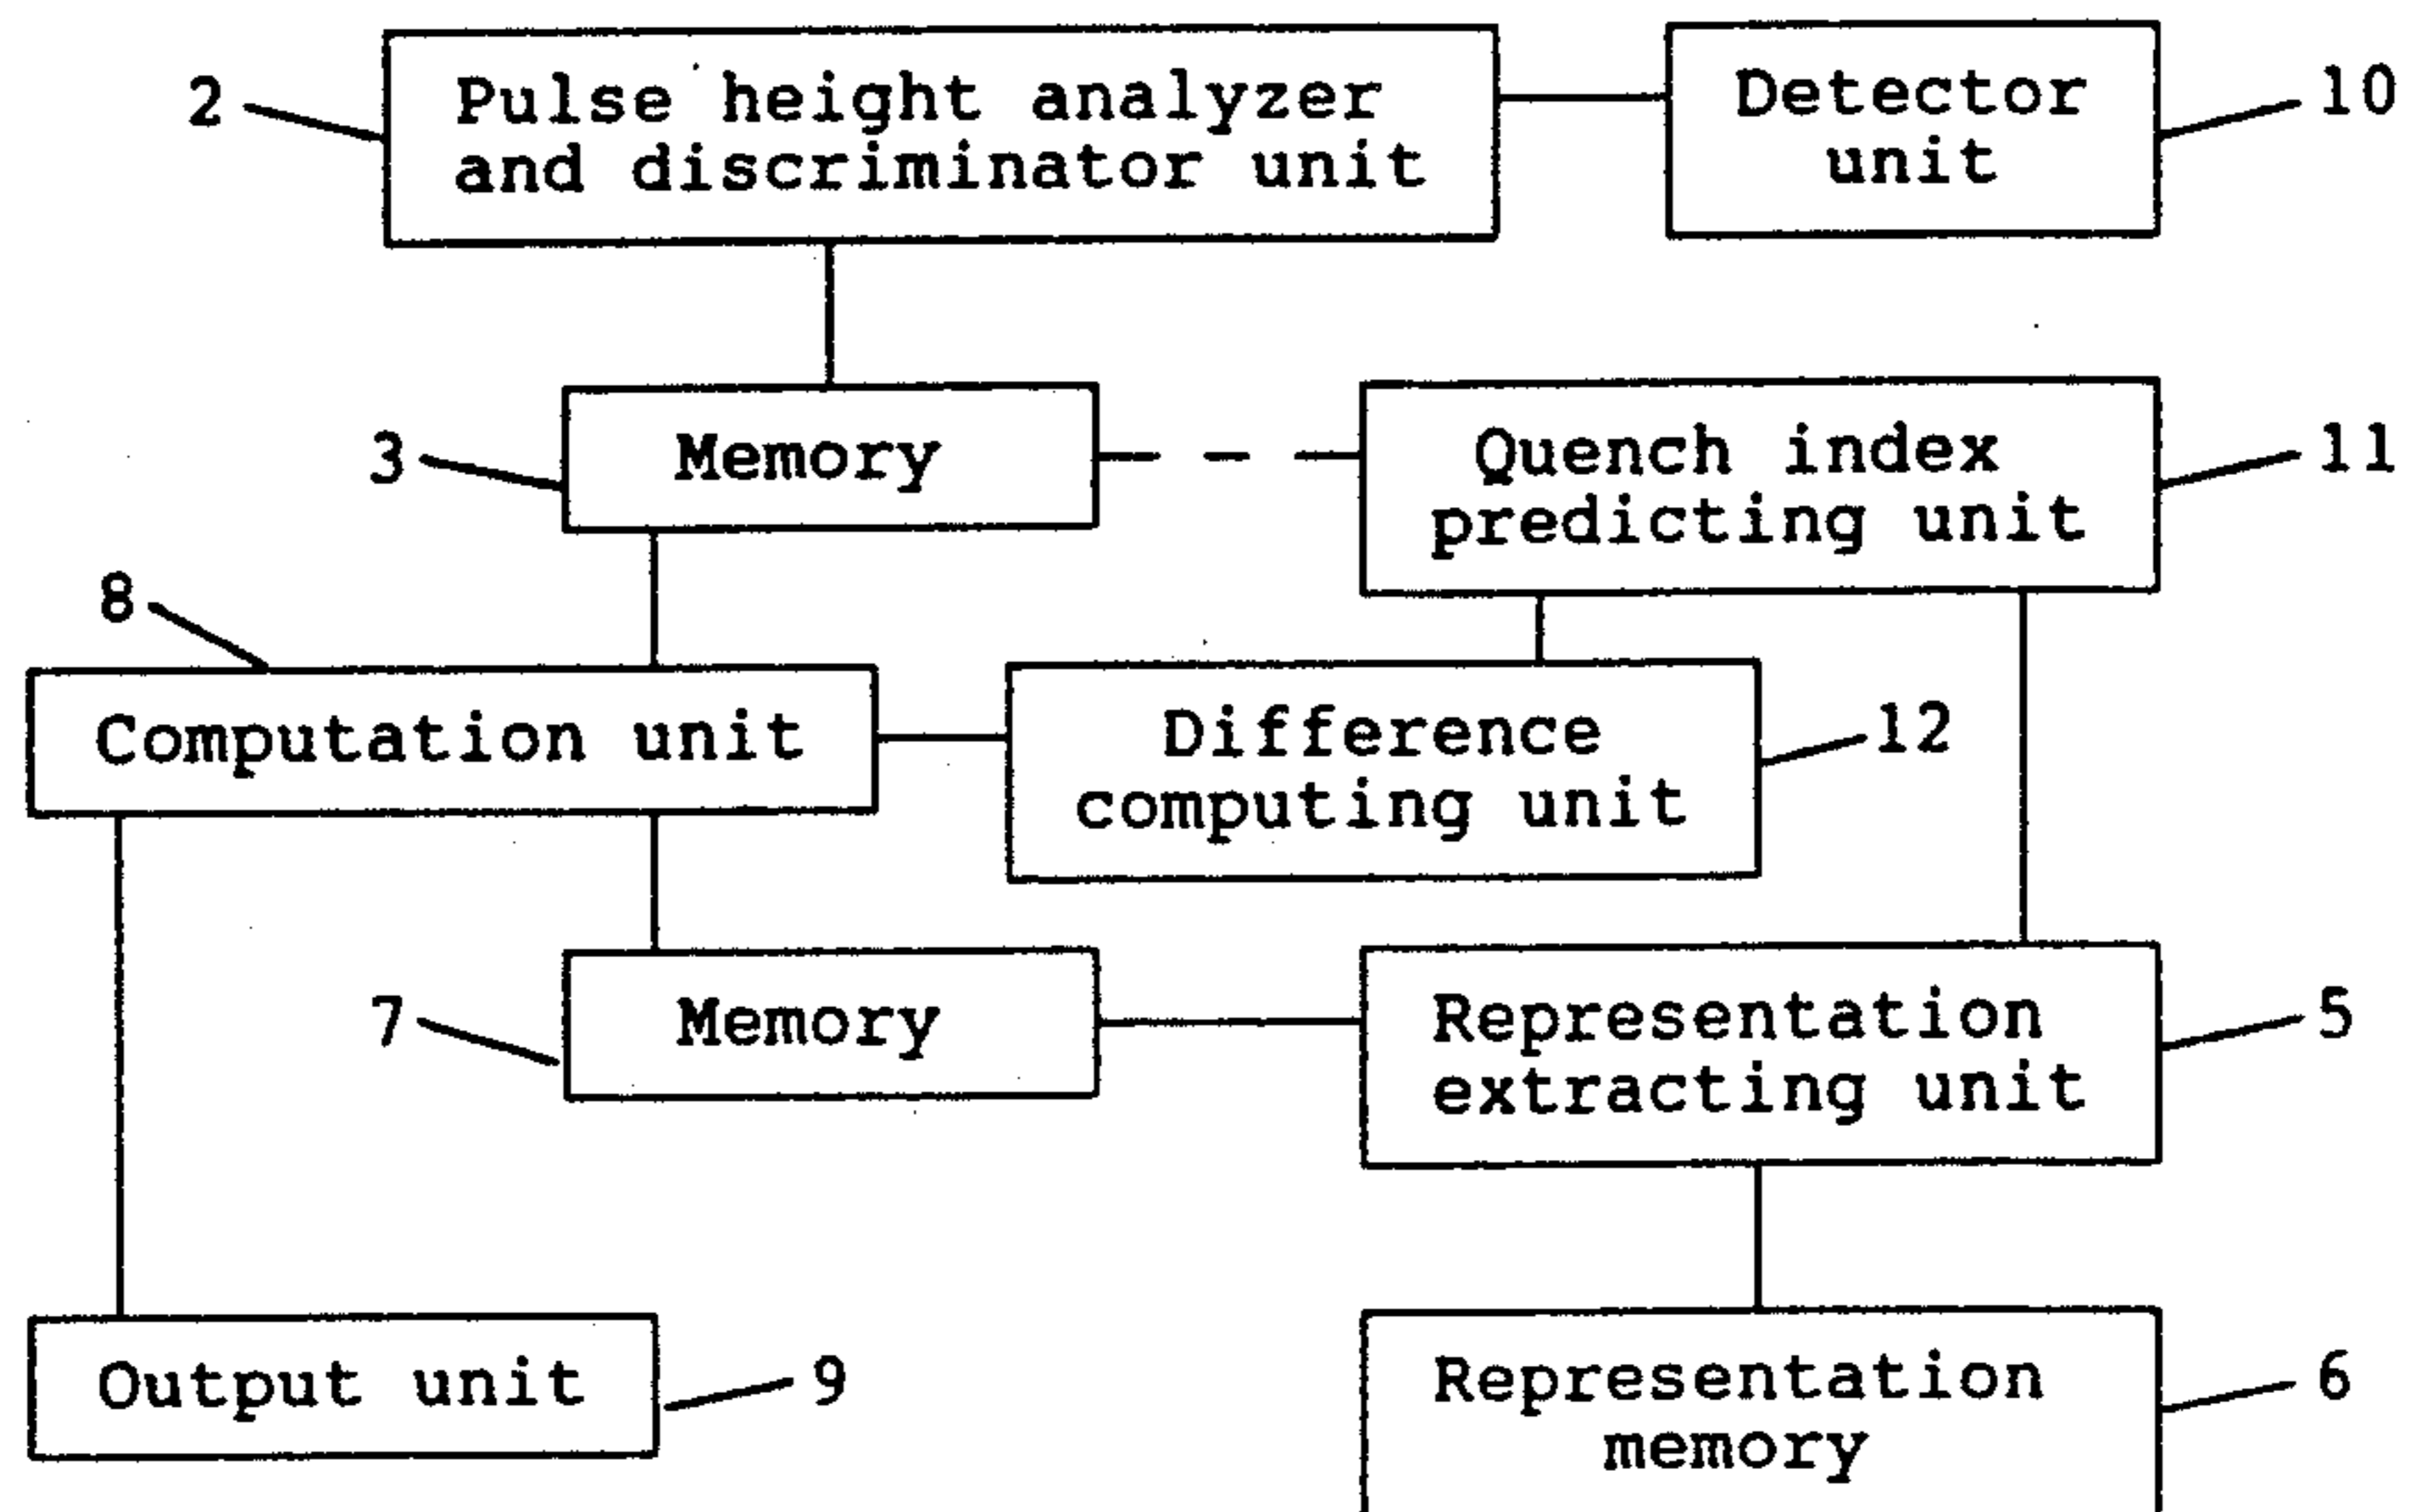 2
Pulse height analyzer
and discriminator unit
Detector
unit
10
3
Memory
Quench index
predicting unit
11
8
Computation unit
Difference
computing unit
12
7
Memory
Representation
extracting unit
5
Output unit
9
Representation
memory
6